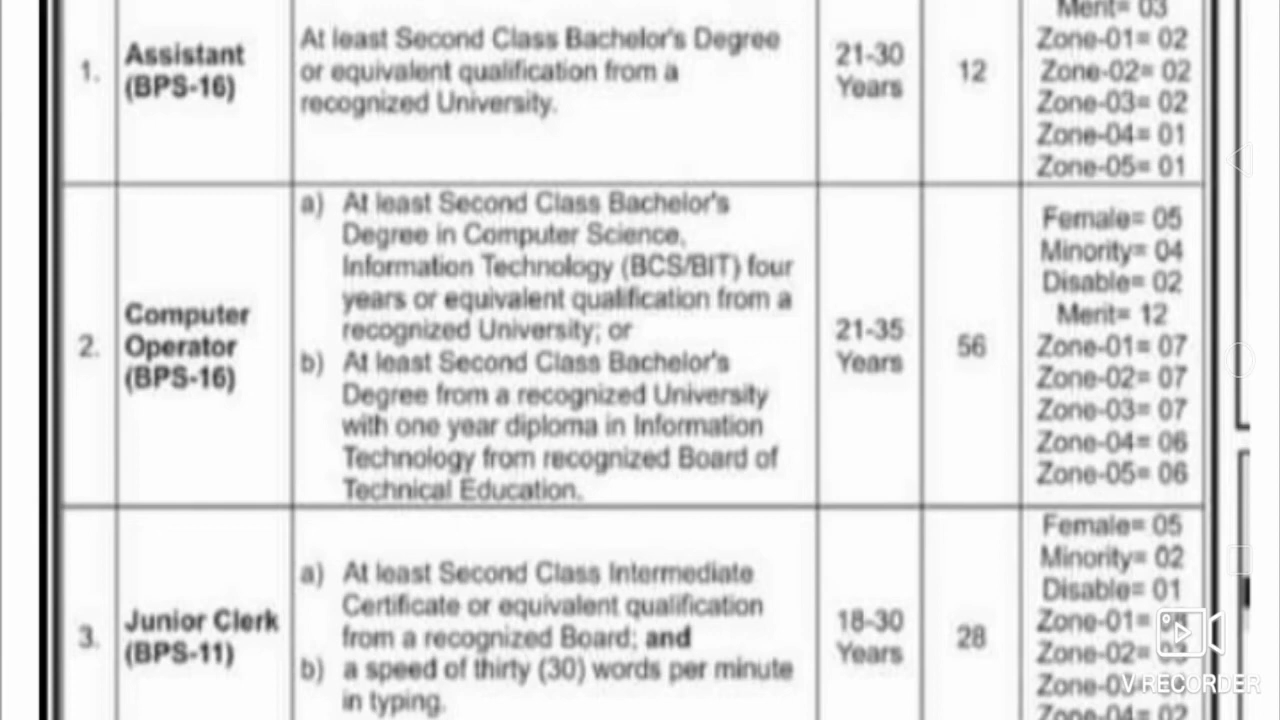 Merit= 03
1.
Assistant
(BPS-16)
At least Second Class Bachelor's Degree
or equivalent qualification from a
recognized University.
21-30
Years
12
Zone-01= 02
Zone-02= 02
Zone-03= 02
Zone-04= 01
Zone-05= 01
2.
Computer
Operator
(BPS-16)
a) At least Second Class Bachelor's
Degree in Computer Science,
Information Technology (BCS/BIT) four
years or equivalent qualification from a
recognized University; or
b) At least Second Class Bachelor's
Degree from a recognized University
with one year diploma in Information
Technology from recognized Board of
Technical Education.
21-35
Years
56
Female= 05
Minority= 04
Disable= 02
Merit= 12
Zone-01= 07
Zone-02= 07
Zone-03= 07
Zone-04= 06
Zone-05= 06
3.
Junior Clerk
(BPS-11)
a) At least Second Class Intermediate
Certificate or equivalent qualification
from a recognized Board; and
b) a speed of thirty (30) words per minute
in typing.
18-30
Years
28
Female= 05
Minority= 02
Disable= 01
Zone-01=
Zone-02=
Zone-04= 02
V RECORDER